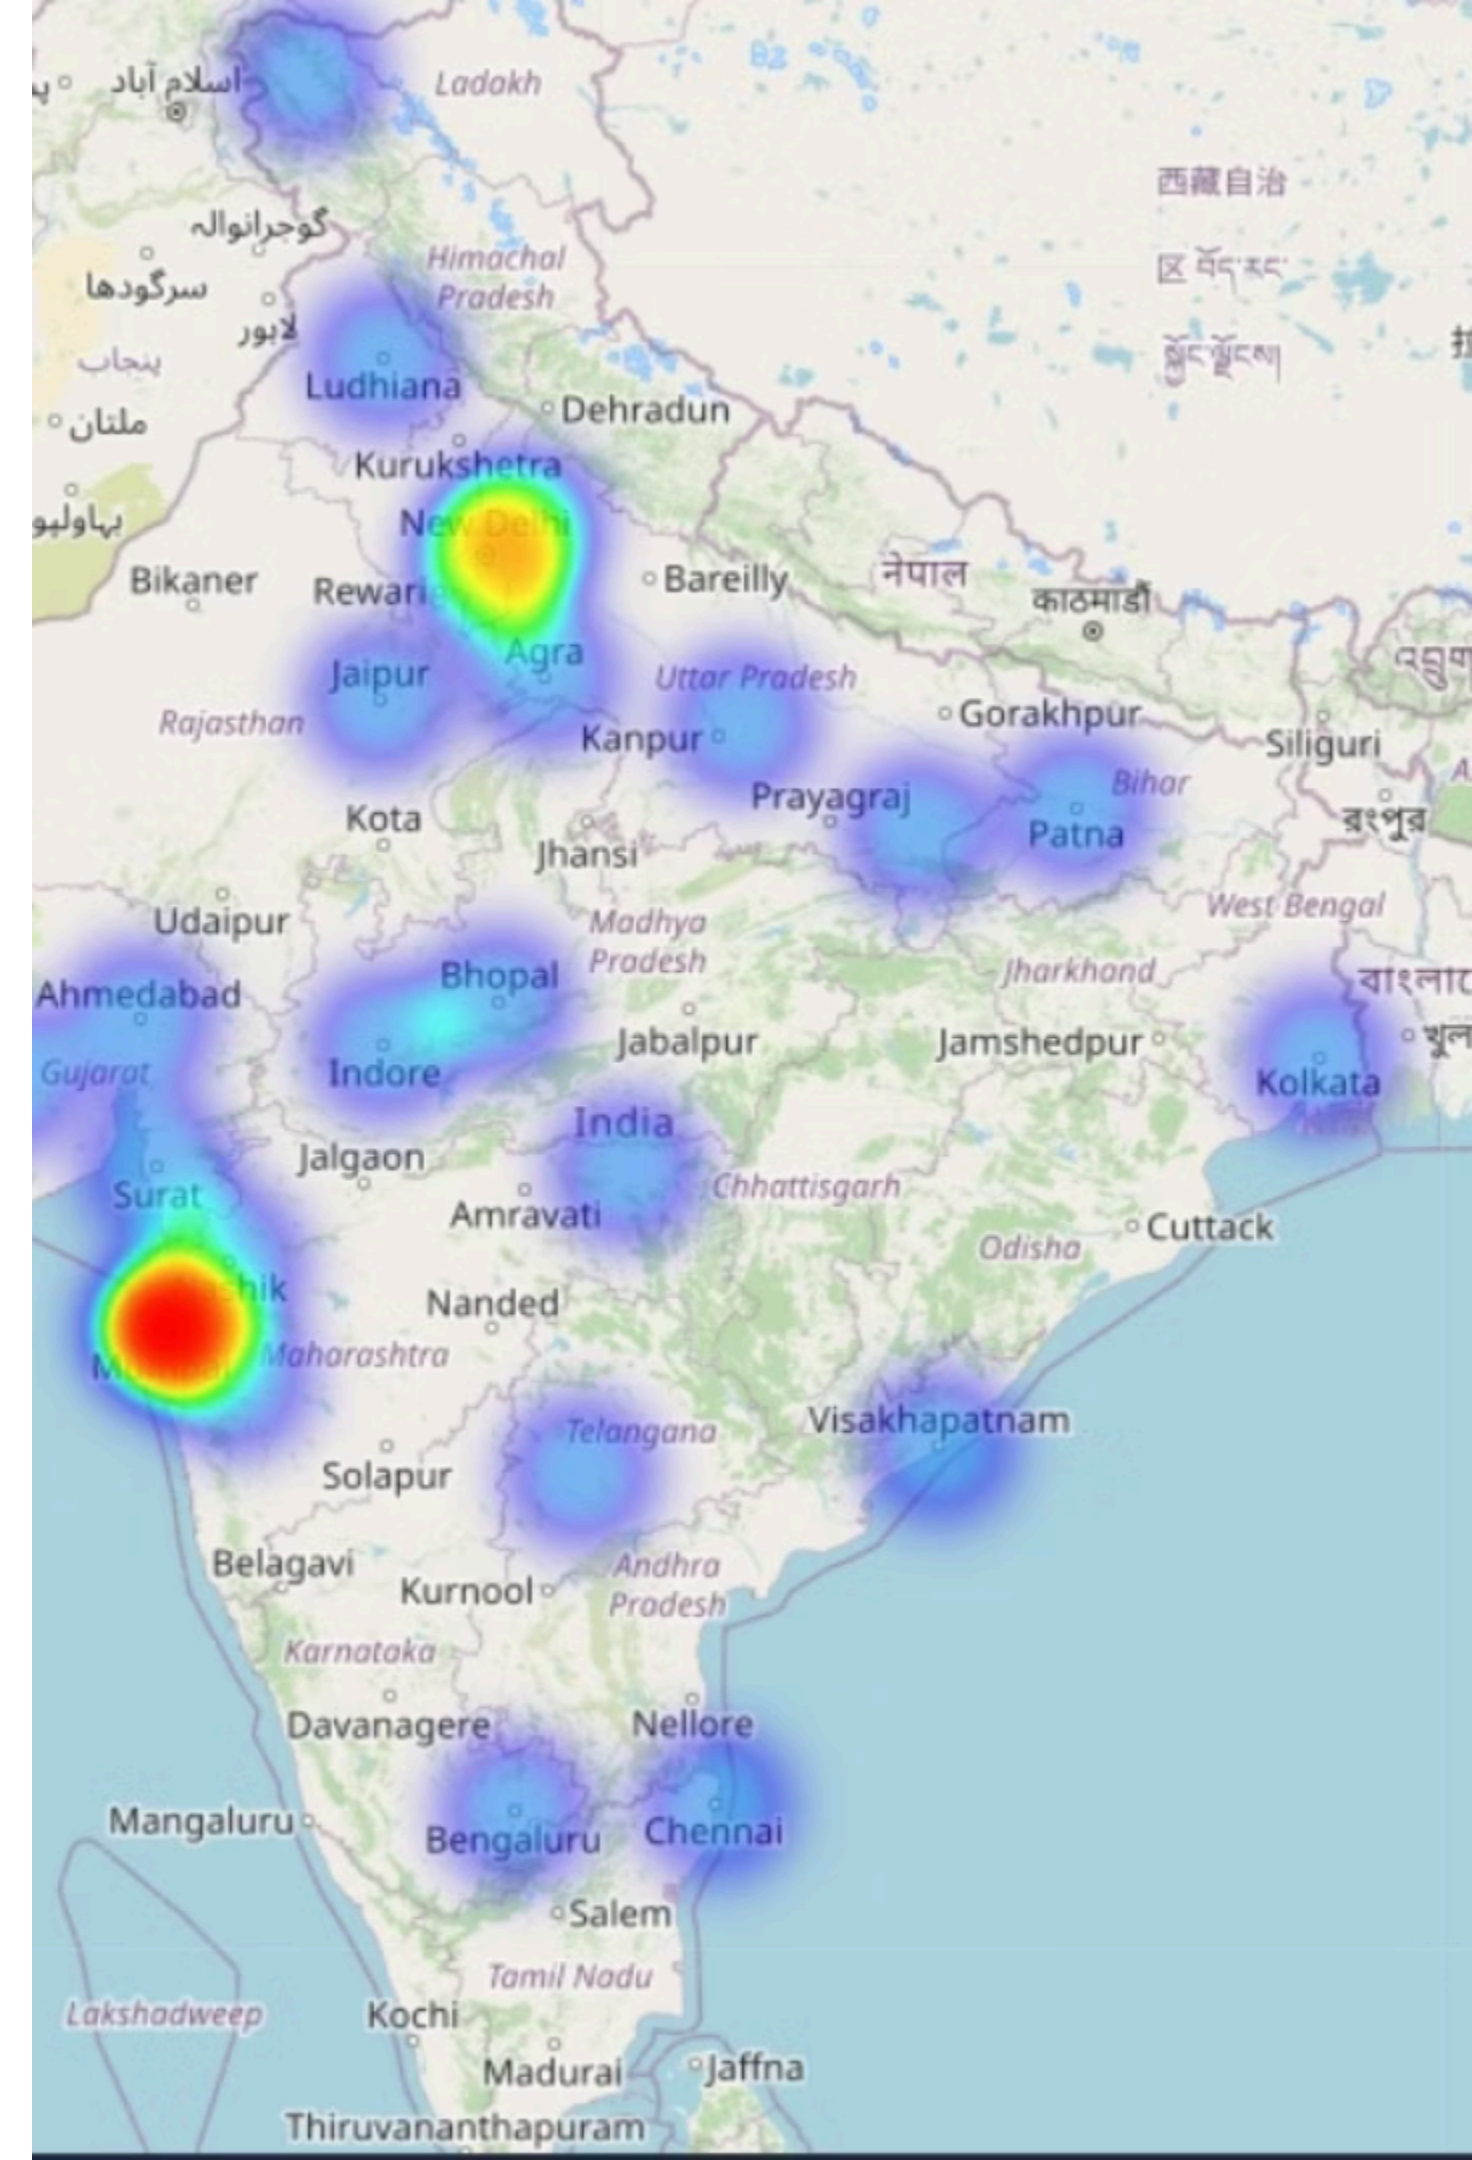 اسلام آباد
Ladakh
西藏自治
区 བོད་རང་
སྐྱོང་ལྗོངས།
گوجرانوالہ
Himachal
Pradesh
سرگودھا
لاہور
پنجاب
Ludhiana
Dehradun
ملتان
Kurukshetra
New Delhi
Bikaner
Rewari
Bareilly
नेपाल
काठमाडौं
Agra
Jaipur
Uttar Pradesh
Rajasthan
Kanpur
Gorakhpur
Siliguri
Prayagraj
Bihar
Kota
Patna
রংপুর
Jhansi
Udaipur
Madhya
Pradesh
West Bengal
Bhopal
Jharkhand
Ahmedabad
Jabalpur
Jamshedpur
Gujarat
Indore
Kolkata
India
Jalgaon
Surat
Chhattisgarh
Amravati
Cuttack
Odisha
Nanded
Maharashtra
Visakhapatnam
Telangana
Solapur
Belagavi
Andhra
Pradesh
Kurnool
Karnataka
Davanagere
Nellore
Mangaluru
Bengaluru
Chennai
Salem
Tamil Nadu
Lakshadweep
Kochi
Madurai
Jaffna
Thiruvananthapuram